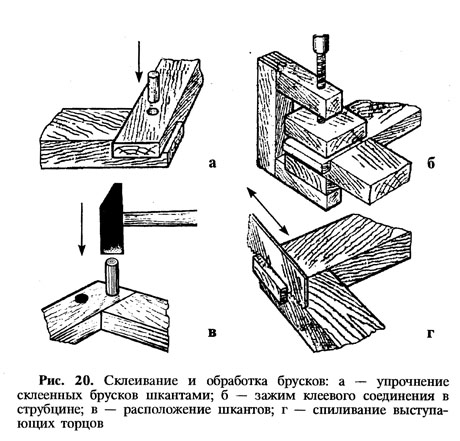 а
б
в
г
Рис. 20. Склеивание и обработка брусков: а — упрочнение
склеенных брусков шкантами; б — зажим клеевого соединения в
струбцине; в — расположение шкантов; г — спиливание выступа-
ющих торцов